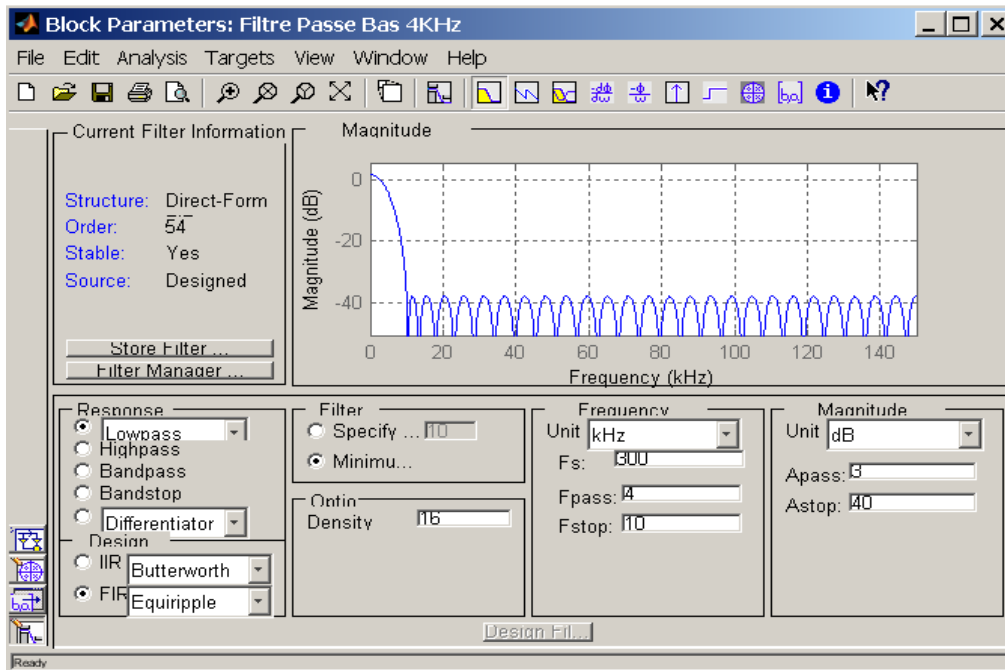 Block Parameters: Filtre Passe Bas 4KHz
File Edit Analysis Targets View Window Help
Current Filter Information
Structure: Direct-Form
Order: 54
Stable: Yes
Source: Designed
Store Filter ...
Filter Manager ...
Magnitude
Magnitude (dB)
0
-20
-40
0 20 40 60 80 100 120 140
Frequency (kHz)
Response
Lowpass
Highpass
Bandpass
Bandstop
Differentiator
Design
IIR Butterworth
FIR Equiripple
Filter
Specify ... 10
Minimu...
Optin
Density 16
Frequency
Unit kHz
Fs: 300
Fpass: 4
Fstop: 10
Magnitude
Unit dB
Apass: 3
Astop: 40
Design Fil...
Ready